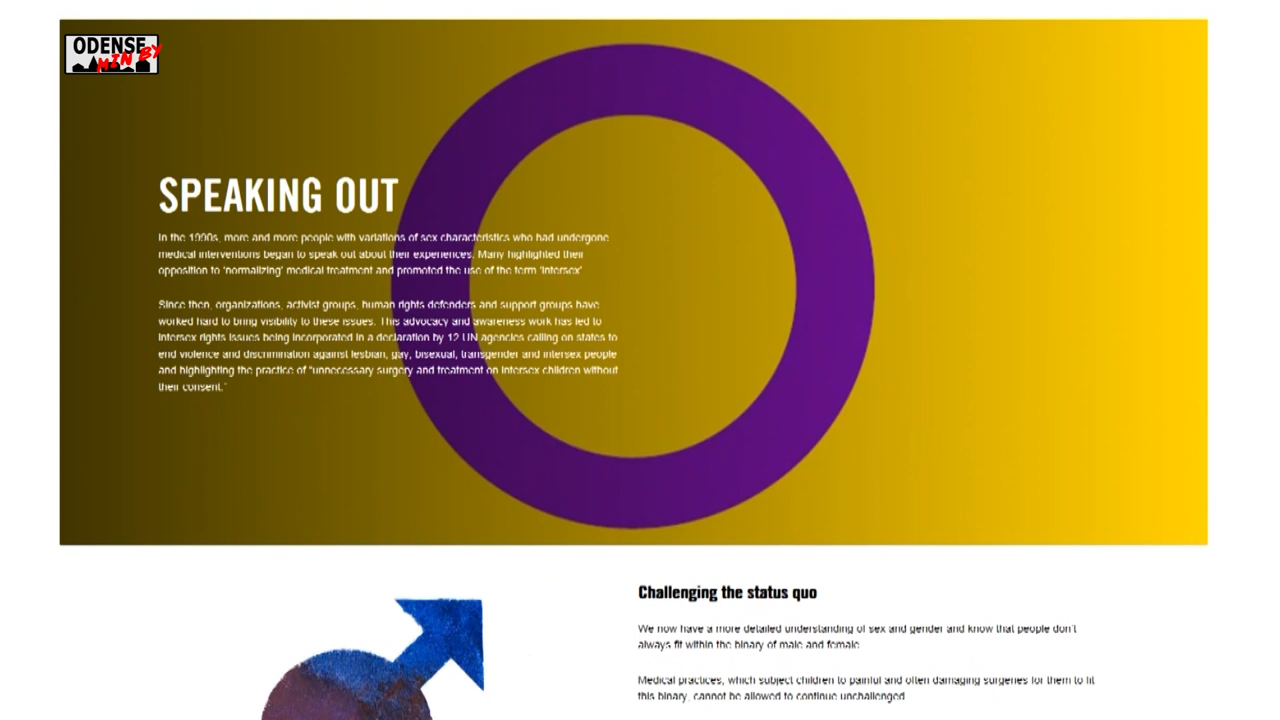 ODENSE
MIN BY
SPEAKING OUT
In the 1990s, more and more people with variations of sex characteristics who had undergone
medical interventions began to speak out about their experiences. Many highlighted their
opposition to 'normalizing' medical treatment and promoted the use of the term 'intersex'
Since then, organizations, activist groups, human rights defenders and support groups have
worked hard to bring visibility to these issues. This advocacy and awareness work has led to
intersex rights issues being incorporated in a declaration by 12 UN agencies calling on states to
end violence and discrimination against lesbian, gay, bisexual, transgender and intersex people
and highlighting the practice of "unnecessary surgery and treatment on intersex children without
their consent."
Challenging the status quo
We now have a more detailed understanding of sex and gender and know that people don't
always fit within the binary of male and female
Medical practices, which subject children to painful and often damaging surgeries for them to fit
this binary, cannot be allowed to continue unchallenged